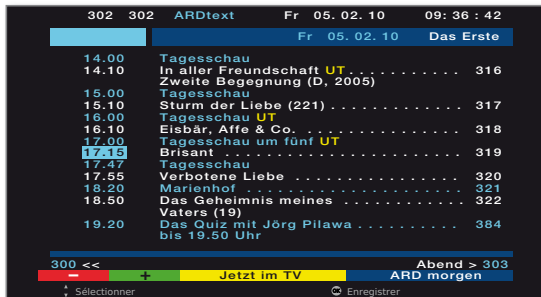 302 302 ARDtext Fr 05. 02. 10 09: 36 : 42
Fr 05. 02. 10 Das Erste
14.00 Tagesschau
14.10 In aller Freundschaft UT . . . . . . . . . . . 316
Zweite Begegnung (D, 2005)
15.00 Tagesschau
15.10 Sturm der Liebe (221) . . . . . . . . . . . . . 317
16.00 Tagesschau UT
16.10 Eisbär, Affe & Co. . . . . . . . . . . . . . . . 318
17.00 Tagesschau um fünf UT
17.15 Brisant . . . . . . . . . . . . . . . . . . . . . . . 319
17.47 Tagesschau
17.55 Verbotene Liebe . . . . . . . . . . . . . . . . 320
18.20 Marienhof . . . . . . . . . . . . . . . . . . . . . 321
18.50 Das Geheimnis meines . . . . . . . . . . . 322
Vaters (19)
19.20 Das Quiz mit Jörg Pilawa . . . . . . . . . . 384
bis 19.50 Uhr
300 << Abend > 303
− + Jetzt im TV ARD morgen
Sélectionner OK Enregistrer